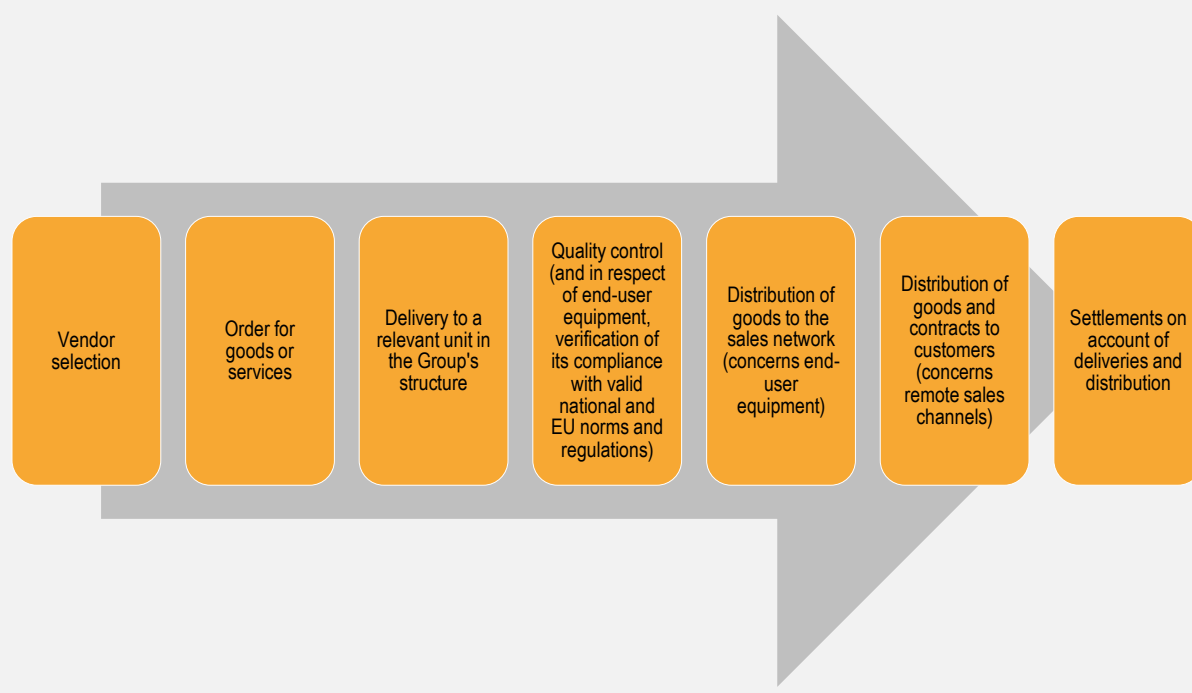 Vendor
selection
Order for
goods or
services
Delivery to a
relevant unit in
the Group's
structure
Quality control
(and in respect
of end-user
equipment,
verification of
its compliance
with valid
national and
EU norms and
regulations)
Distribution of
goods to the
sales network
(concerns end-
user
equipment)
Distribution of
goods and
contracts to
customers
(concerns
remote sales
channels)
Settlements on
account of
deliveries and
distribution